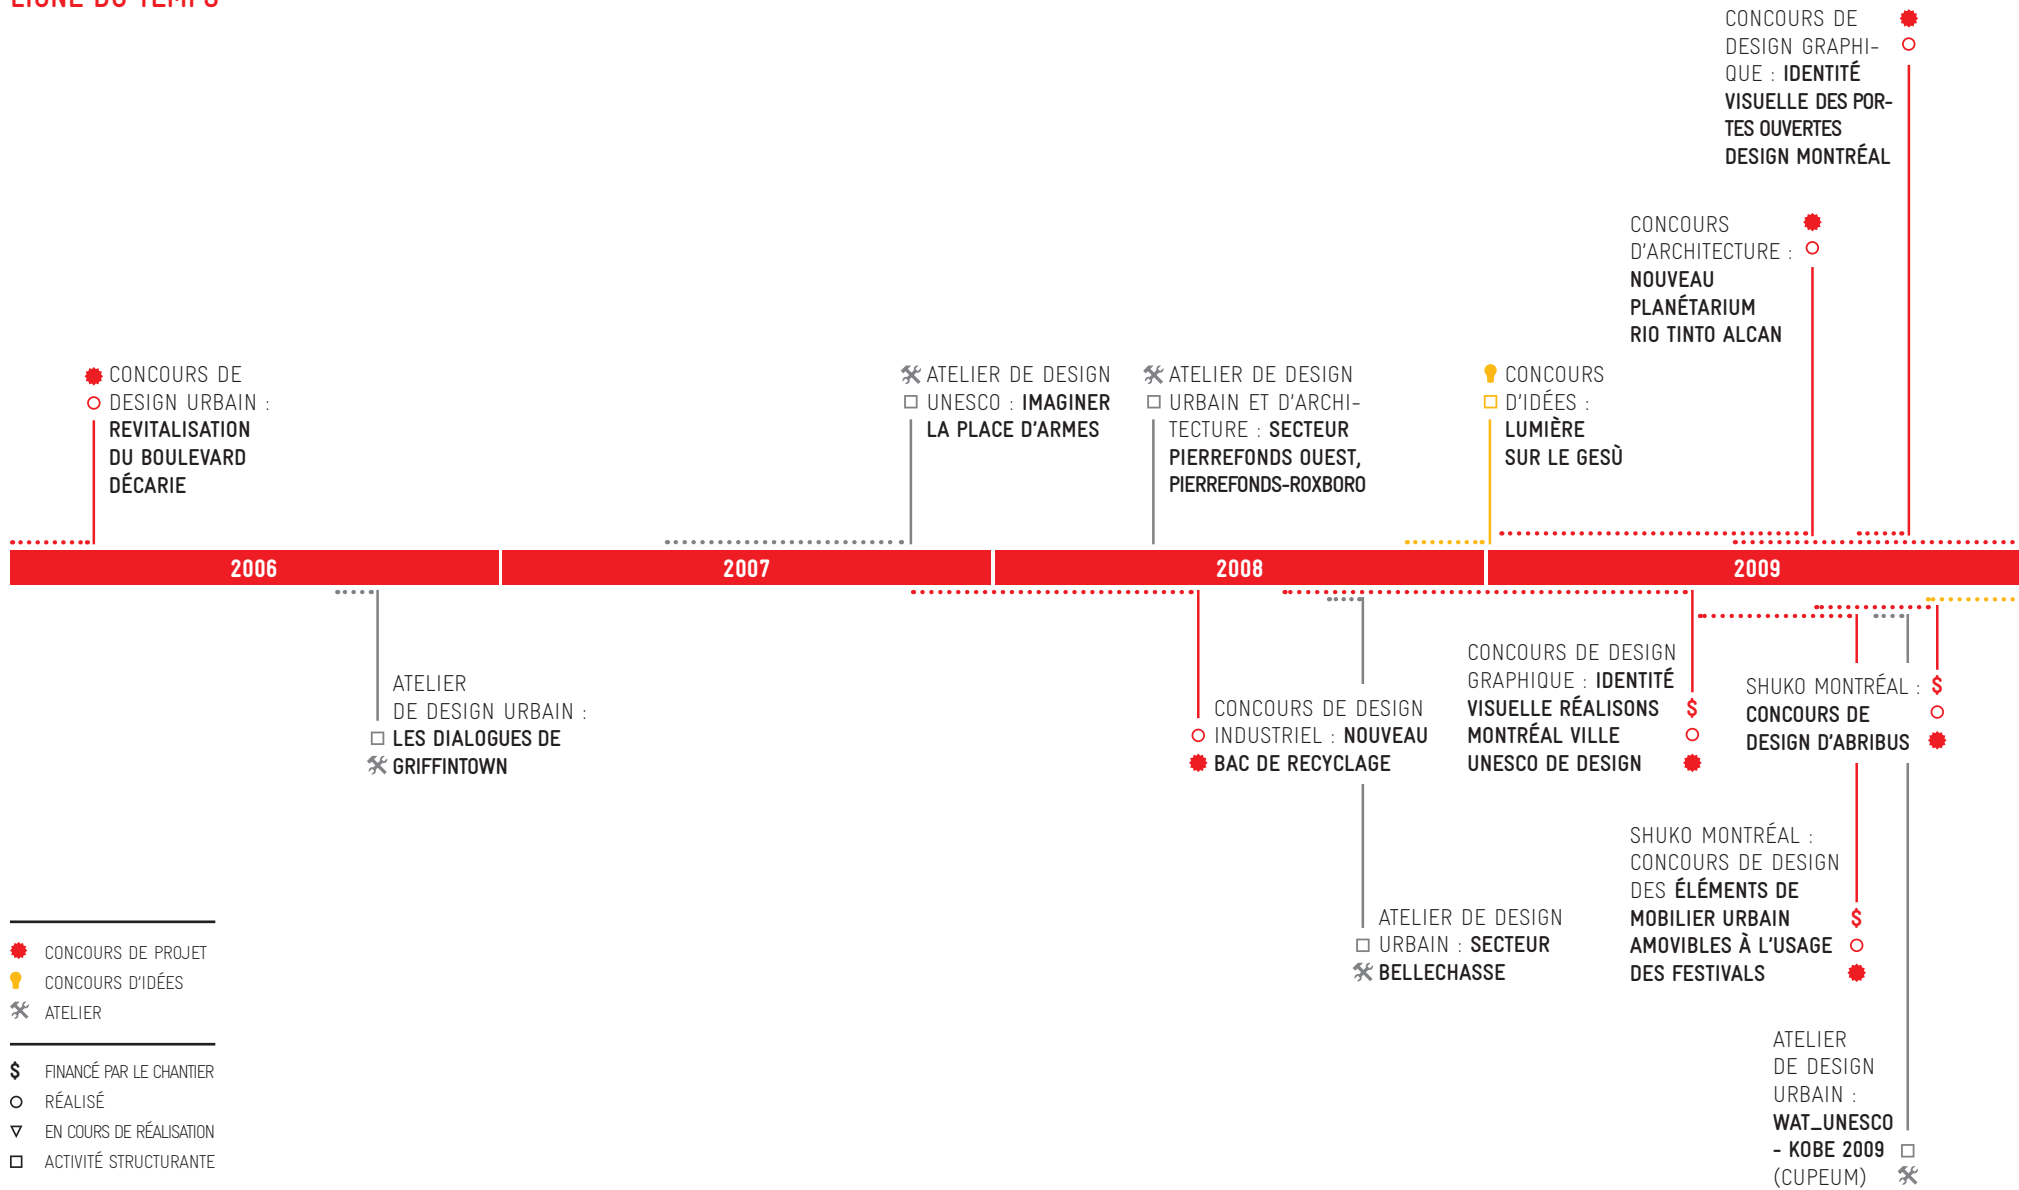 LIGNE DU TEMPS
CONCOURS DE
DESIGN GRAPHI-
QUE : IDENTITÉ
VISUELLE DES POR-
TES OUVERTES
DESIGN MONTRÉAL
CONCOURS
D'ARCHITECTURE :
NOUVEAU
PLANÉTARIUM
RIO TINTO ALCAN
CONCOURS DE
DESIGN URBAIN :
REVITALISATION
DU BOULEVARD
DÉCARIE
ATELIER DE DESIGN
UNESCO : IMAGINER
LA PLACE D'ARMES
ATELIER DE DESIGN
URBAIN ET D'ARCHI-
TECTURE : SECTEUR
PIERREFONDS OUEST,
PIERREFONDS-ROXBORO
CONCOURS
D'IDÉES :
LUMIÈRE
SUR LE GESÙ
2006
2007
2008
2009
ATELIER
DE DESIGN URBAIN :
LES DIALOGUES DE
GRIFFINTOWN
CONCOURS DE DESIGN
INDUSTRIEL : NOUVEAU
BAC DE RECYCLAGE
CONCOURS DE DESIGN
GRAPHIQUE : IDENTITÉ
VISUELLE RÉALISONS $
MONTRÉAL VILLE
UNESCO DE DESIGN
SHUKO MONTRÉAL : $
CONCOURS DE
DESIGN D'ABRIBUS
ATELIER DE DESIGN
URBAIN : SECTEUR
BELLECHASSE
SHUKO MONTRÉAL :
CONCOURS DE DESIGN
DES ÉLÉMENTS DE
MOBILIER URBAIN $
AMOVIBLES À L'USAGE
DES FESTIVALS
ATELIER
DE DESIGN
URBAIN :
WAT_UNESCO
- KOBE 2009
(CUPEUM)
CONCOURS DE PROJET
CONCOURS D'IDÉES
ATELIER
$ FINANCÉ PAR LE CHANTIER
RÉALISÉ
EN COURS DE RÉALISATION
ACTIVITÉ STRUCTURANTE